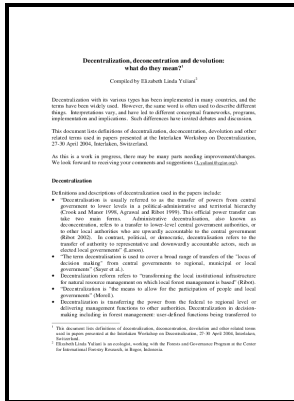 Decentralization, deconcentration and devolution:
what do they mean?¹
Compiled by Elizabeth Linda Yuliani²
Decentralization with its various types has been implemented in many countries, and the
terms have been widely used. However, the same word is often used to describe different
things. Interpretations vary, and have led to different conceptual frameworks, programs,
implementation and implications. Such differences have invited debates and discussion.
This document lists definitions of decentralization, deconcentration, devolution and other
related terms used in papers presented at the Interlaken Workshop on Decentralization,
27-30 April 2004, Interlaken, Switzerland.
As this is a work in progress, there may be many parts needing improvement/changes.
We look forward to receiving your comments and suggestions (l.yuliani@cgiar.org).
Decentralization
Definitions and descriptions of decentralization used in the papers include:
• "Decentralisation is usually referred to as the transfer of powers from central
government to lower levels in a political-administrative and territorial hierarchy
(Crook and Manor 1998, Agrawal and Ribot 1999). This official power transfer can
take two main forms. Administrative decentralisation, also known as
deconcentration, refers to a transfer to lower-level central government authorities, or
to other local authorities who are upwardly accountable to the central government
(Ribot 2002). In contrast, political, or democratic, decentralisation refers to the
transfer of authority to representative and downwardly accountable actors, such as
elected local governments" (Larson).
• "The term decentralisation is used to cover a broad range of transfers of the "locus of
decision making" from central governments to regional, municipal or local
governments" (Sayer et al.).
• Decentralization reform refers to "transforming the local institutional infrastructure
for natural resource management on which local forest management is based" (Ribot).
• "Decentralization is "the means to allow for the participation of people and local
governments" (Morell).
• Decentralization is transferring the power from the federal to regional level or
delivering management functions to other authorities. Decentralization in decision-
making including in forest management: user-defined functions being transferred to
¹ This document lists definitions of decentralization, deconcentration, devolution and other related terms
used in papers presented at the Interlaken Workshop on Decentralization, 27-30 April 2004, Interlaken,
Switzerland.
² Elizabeth Linda Yuliani is an ecologist, working with the Forests and Governance Program at the Center
for International Forestry Research, in Bogor, Indonesia.